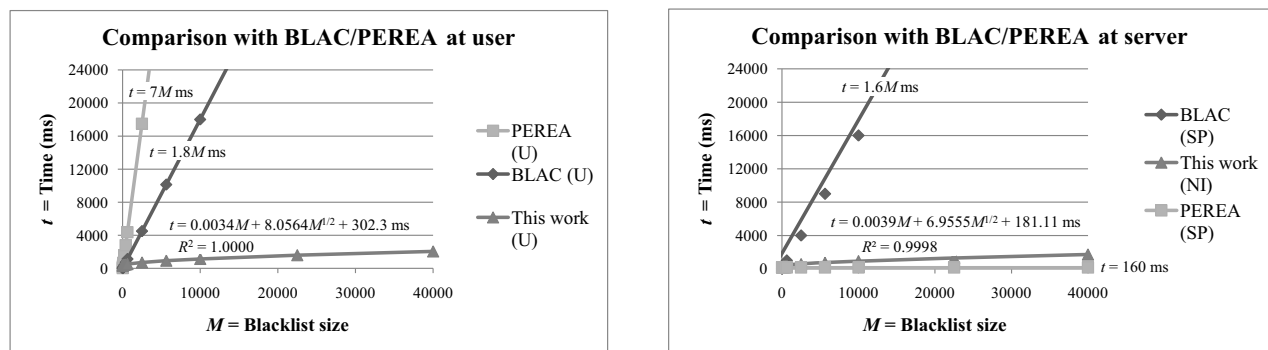 Comparison with BLAC/PEREA at user
24000
20000
16000
12000
8000
4000
0
t = Time (ms)
t = 7M ms
t = 1.8M ms
t = 0.0034M + 8.0564M^1/2 + 302.3 ms
R² = 1.0000
0 10000 20000 30000 40000
M = Blacklist size
PEREA
(U)
BLAC (U)
This work
(U)
Comparison with BLAC/PEREA at server
24000
20000
16000
12000
8000
4000
0
t = Time (ms)
t = 1.6M ms
t = 0.0039M + 6.9555M^1/2 + 181.11 ms
R² = 0.9998
t = 160 ms
0 10000 20000 30000 40000
M = Blacklist size
BLAC
(SP)
This work
(NI)
PEREA
(SP)